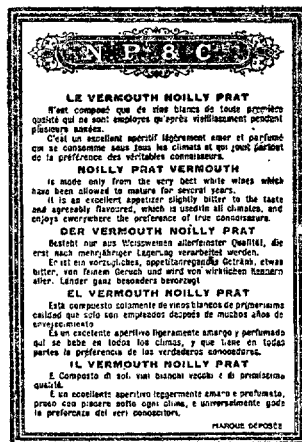 N.P. & C.
LE VERMOUTH NOILLY PRAT
N'est composé que de vins blancs de toute première
qualité qui ne sont employés qu'après vieillissement pendant
plusieurs années.
C'est un excellent apéritif légèrement amer et parfumé
qui se consomme sous tous les climats et qui jouit partout
de la préférence des véritables connaisseurs.
NOILLY PRAT VERMOUTH
Is made only from the very best white wines which
have been allowed to mature for several years.
It is an excellent appetizer slightly bitter to the taste
and agreeably flavoured, which is used in all climates, and
enjoys everywhere the preference of true connoisseurs.
DER VERMOUTH NOILLY PRAT
Besteht nur aus Weissweinen allerfeinster Qualität, die
erst nach mehrjähriger Lagerung verarbeitet werden.
Er ist ein vorzügliches, appetitanregendes Getränk, etwas
bitter, von feinem Geruch und wird von wirklichen Kennern
aller Länder ganz besonders bevorzugt
EL VERMOUTH NOILLY PRAT
Esta compuesto solamente de vinos blancos de primerisima
calidad que solo son empleados después de muchos años de
envejecimiento
Es un excelente aperitivo ligeramente amargo y perfumado
qui se bebe en todos los climas, y que tiene en todas
partes la préferencia de los verdaderos conocedores.
IL VERMOUTH NOILLY PRAT
È Composto di soli vini bianchi vecchi e di primissima
qualità.
È un eccellente aperitivo leggermente amaro e profumato,
preso con piacere sotto ogni clima, e universalmente gode
la preferenza dei veri conoscitori.
MARQUE DÉPOSÉE